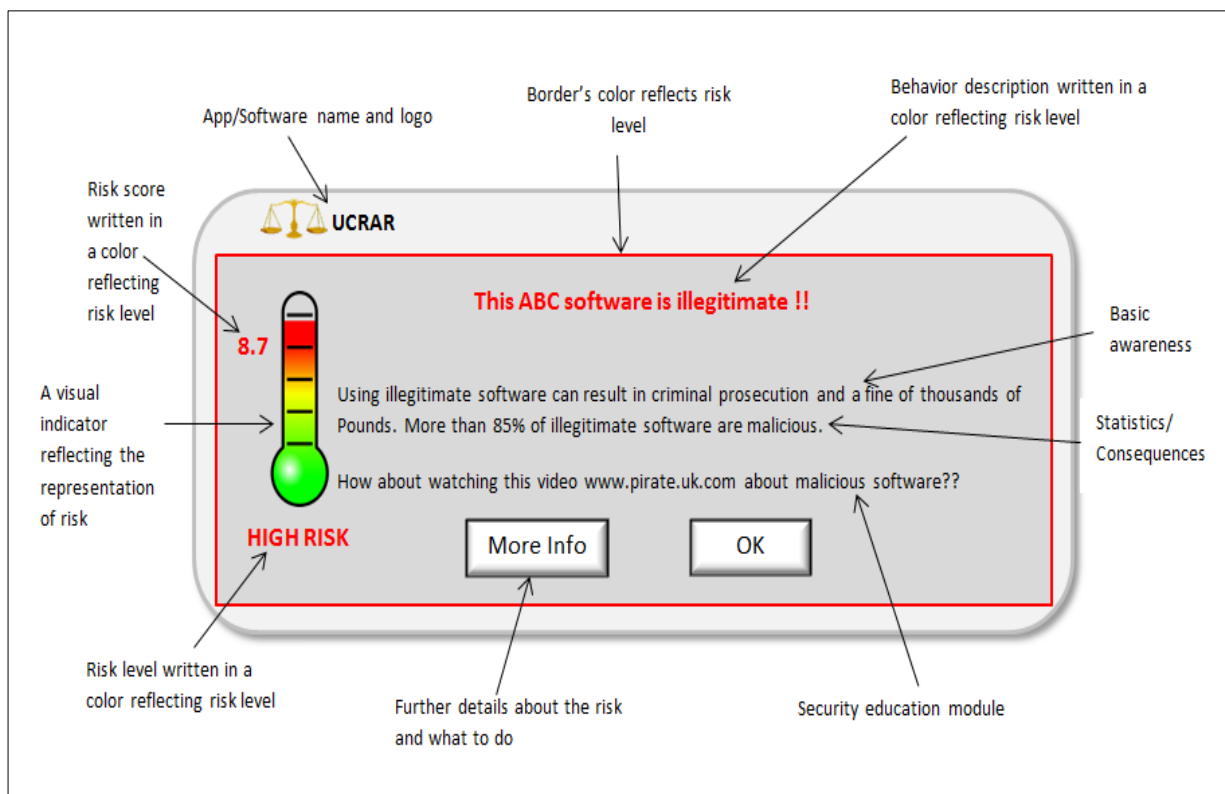 App/Software name and logo
Border's color reflects risk
level
Behavior description written in a
color reflecting risk level
Risk score
written in
a color
reflecting
risk level
UCRAR
This ABC software is illegitimate !!
8.7
Basic
awareness
A visual
indicator
reflecting the
representation
of risk
Using illegitimate software can result in criminal prosecution and a fine of thousands of
Pounds. More than 85% of illegitimate software are malicious.
Statistics/
Consequences
How about watching this video www.pirate.uk.com about malicious software??
HIGH RISK
More Info
OK
Risk level written in a
color reflecting risk level
Further details about the risk
and what to do
Security education module